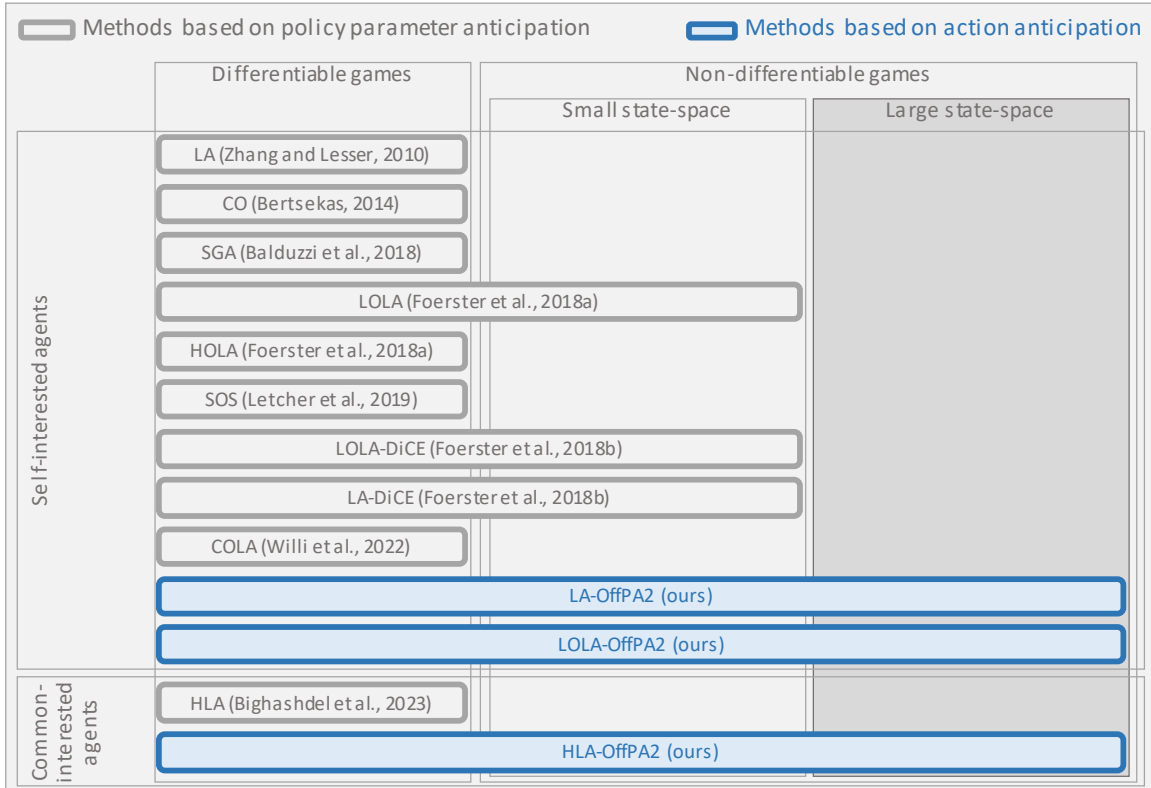 Methods based on policy parameter anticipation
Methods based on action anticipation
Differentiable games
Non-differentiable games
Small state-space
Large state-space
Self-interested agents
LA (Zhang and Lesser, 2010)
CO (Bertsekas, 2014)
SGA (Balduzzi et al., 2018)
LOLA (Foerster et al., 2018a)
HOLA (Foerster et al., 2018a)
SOS (Letcher et al., 2019)
LOLA-DiCE (Foerster et al., 2018b)
LA-DiCE (Foerster et al., 2018b)
COLA (Willi et al., 2022)
LA-OffPA2 (ours)
LOLA-OffPA2 (ours)
Common-
interested
agents
HLA (Bighashdel et al., 2023)
HLA-OffPA2 (ours)